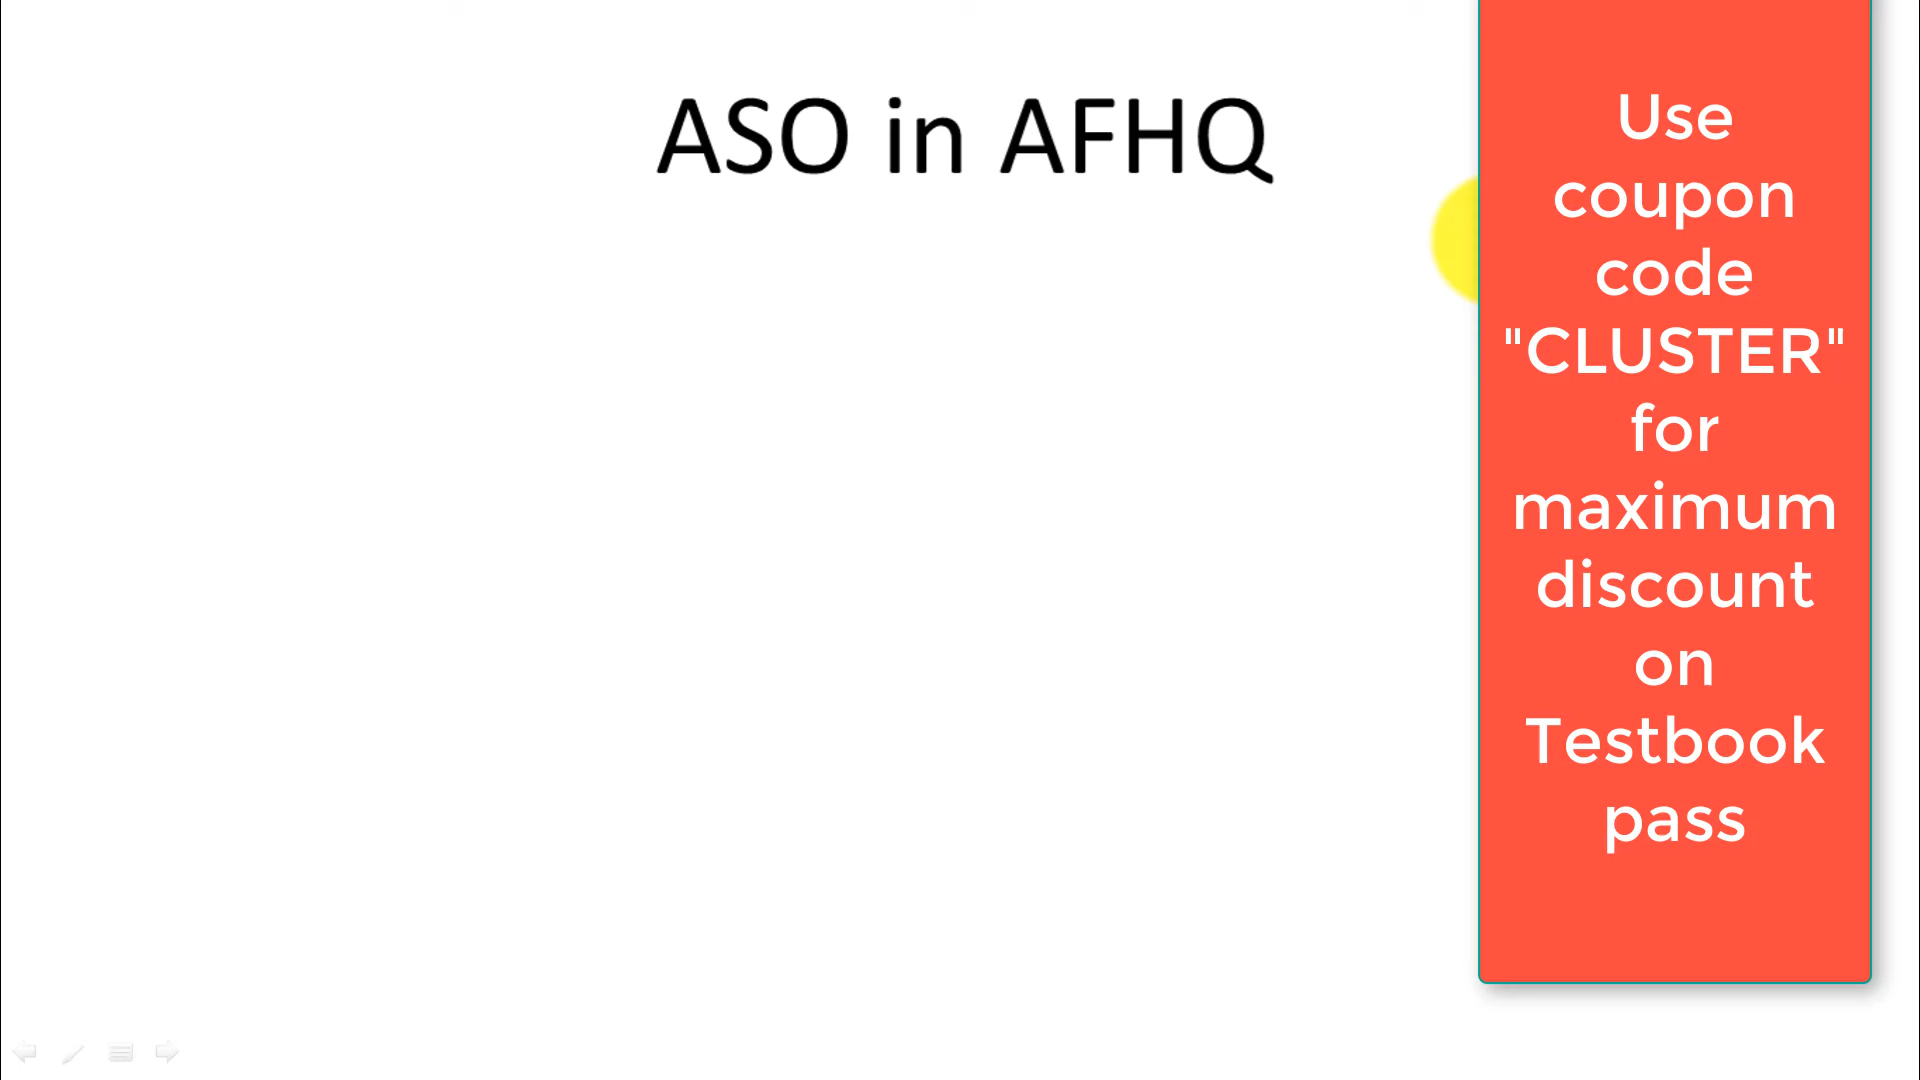 ASO in AFHQ
Use
coupon
code
"CLUSTER"
for
maximum
discount
on
Testbook
pass